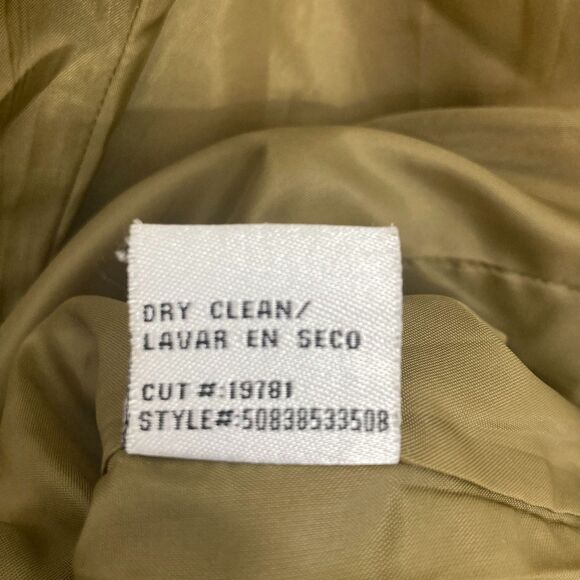 DRY CLEAN/
LAVAR EN SECO
CUT #:19781
STYLE#:50838533508